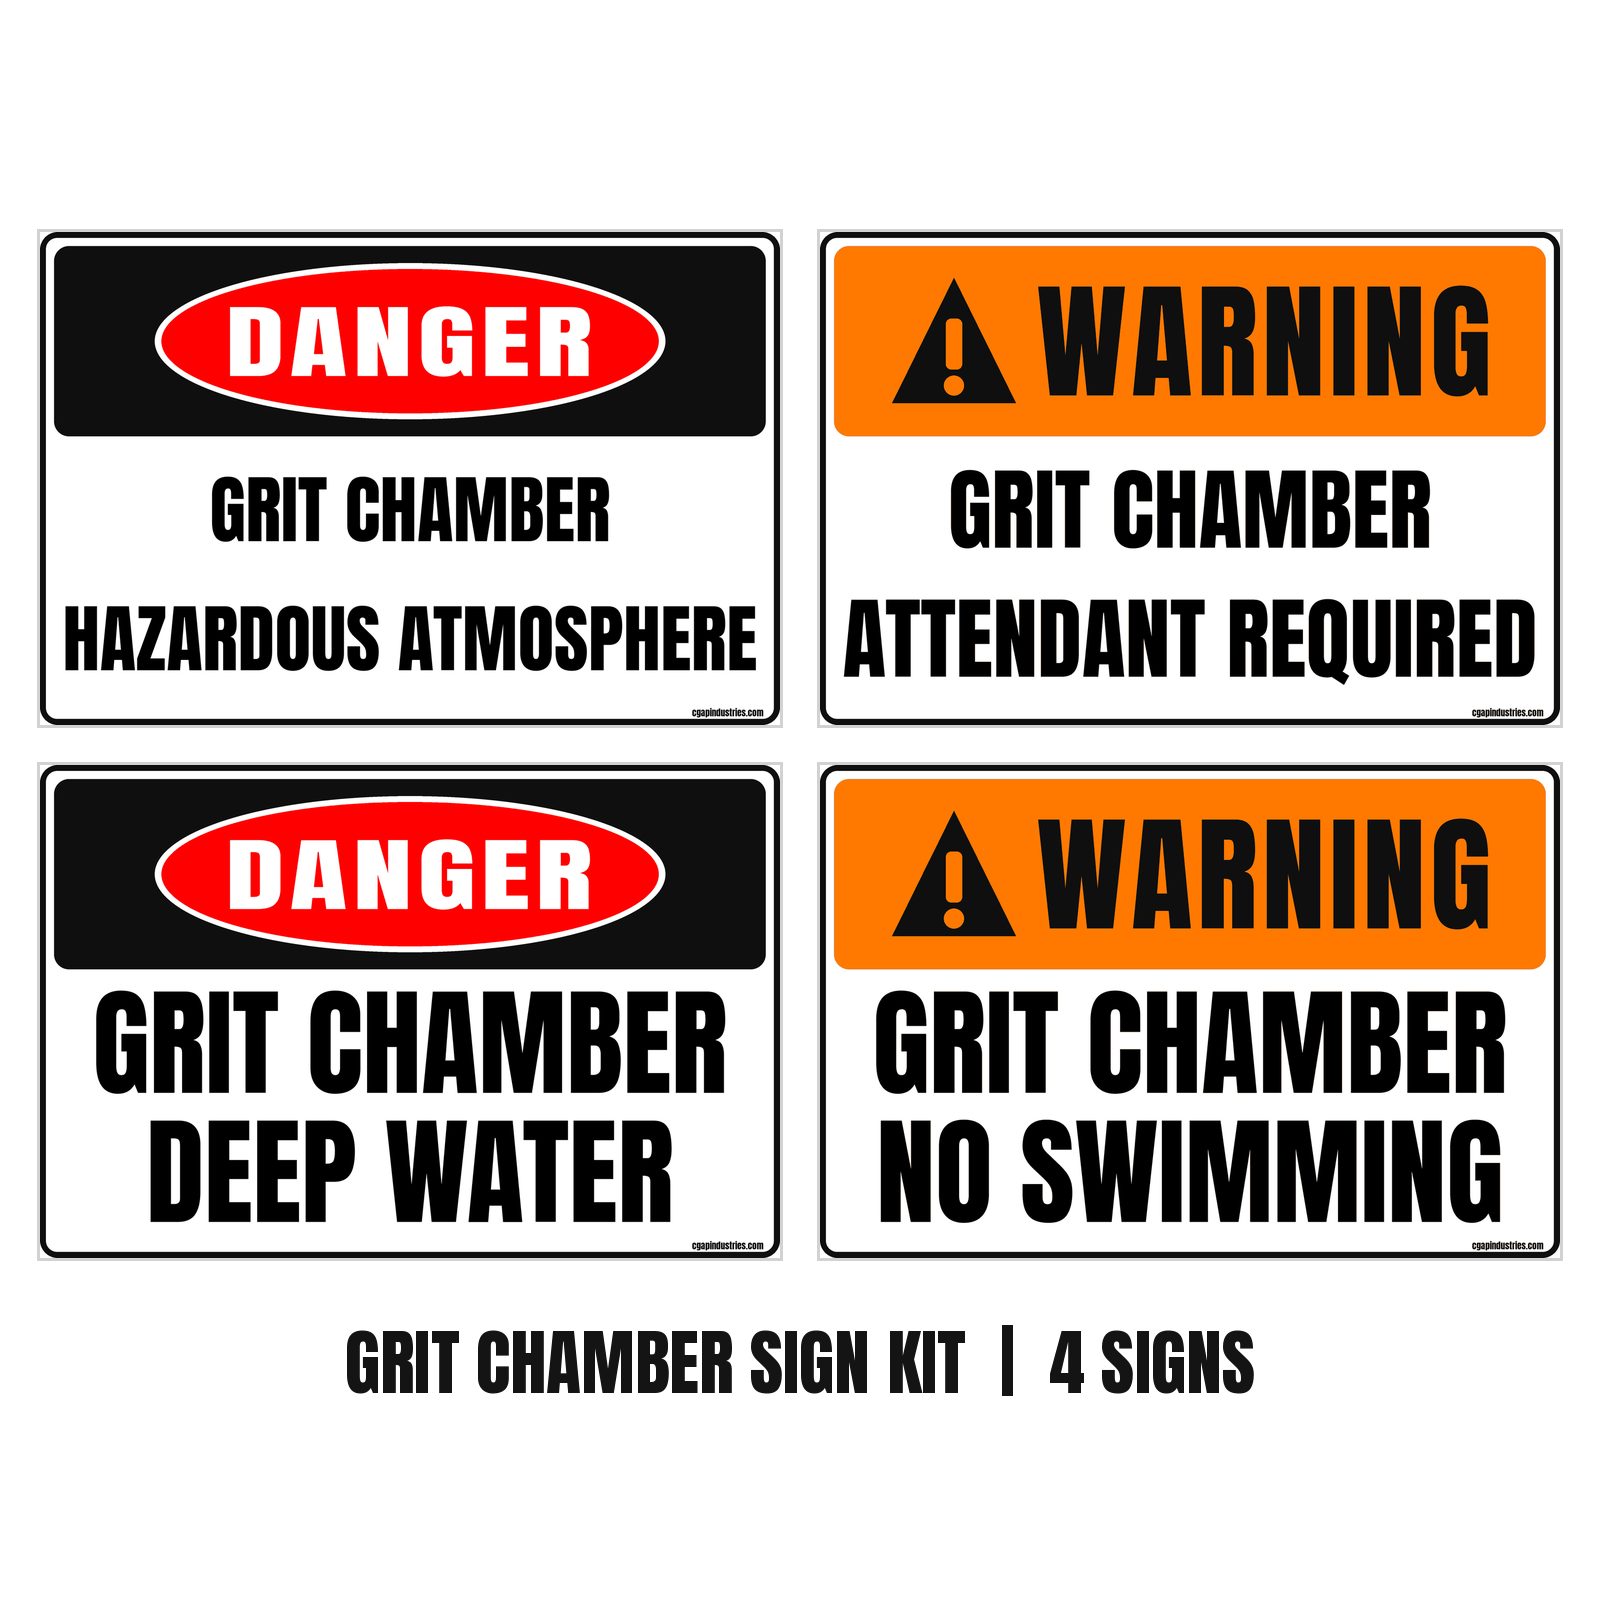 DANGER
GRIT CHAMBER
HAZARDOUS ATMOSPHERE
cgapindustries.com
WARNING
GRIT CHAMBER
ATTENDANT REQUIRED
cgapindustries.com
DANGER
GRIT CHAMBER
DEEP WATER
cgapindustries.com
WARNING
GRIT CHAMBER
NO SWIMMING
cgapindustries.com
GRIT CHAMBER SIGN KIT | 4 SIGNS